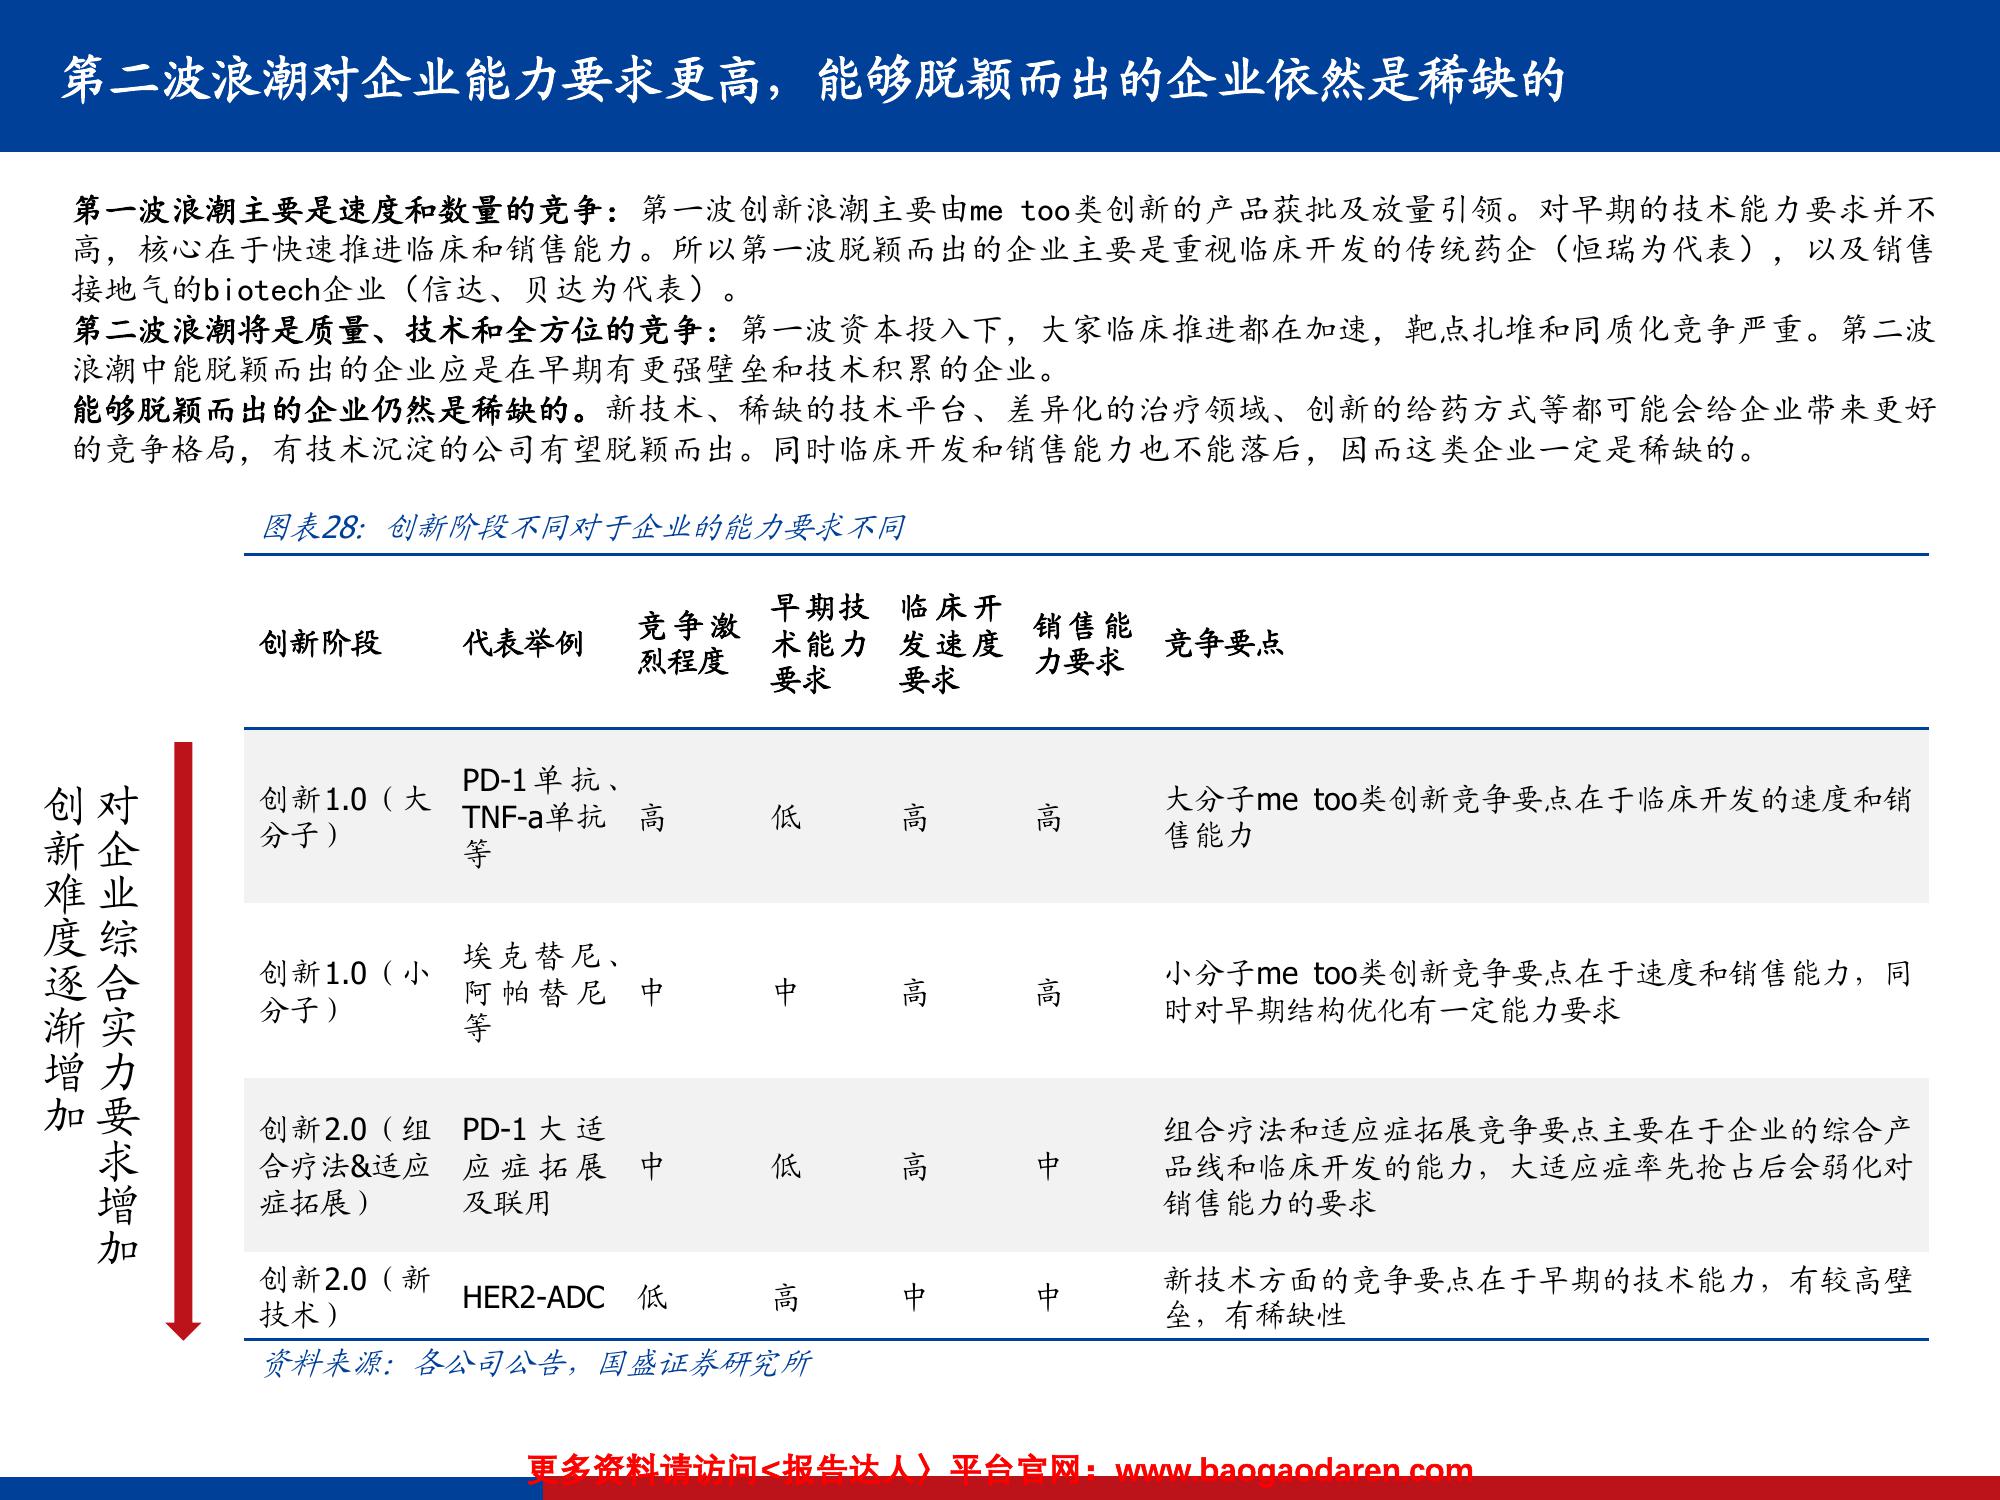 第二波浪潮对企业能力要求更高，能够脱颖而出的企业依然是稀缺的
第一波浪潮主要是速度和数量的竞争：第一波创新浪潮主要由me too类创新的产品获批及放量引领。对早期的技术能力要求并不
高，核心在于快速推进临床和销售能力。所以第一波脱颖而出的企业主要是重视临床开发的传统药企（恒瑞为代表），以及销售
接地气的biotech企业（信达、贝达为代表）。
第二波浪潮将是质量、技术和全方位的竞争：第一波资本投入下，大家临床推进都在加速，靶点扎堆和同质化竞争严重。第二波
浪潮中能脱颖而出的企业应是在早期有更强壁垒和技术积累的企业。
能够脱颖而出的企业仍然是稀缺的。新技术、稀缺的技术平台、差异化的治疗领域、创新的给药方式等都可能会给企业带来更好
的竞争格局，有技术沉淀的公司有望脱颖而出。同时临床开发和销售能力也不能落后，因而这类企业一定是稀缺的。
图表28：创新阶段不同对于企业的能力要求不同
创新阶段
代表举例
竞争激
烈程度
早期技
术能力
要求
临床开
发速度
要求
销售能
力要求
竞争要点
创新1.0（大
分子）
PD-1单抗、
TNF-a单抗
等
高
低
高
高
大分子me too类创新竞争要点在于临床开发的速度和销
售能力
创新1.0（小
分子）
埃克替尼、
阿帕替尼
等
中
中
高
高
小分子me too类创新竞争要点在于速度和销售能力，同
时对早期结构优化有一定能力要求
创新2.0（组
合疗法&适应
症拓展）
PD-1大适
应症拓展
及联用
中
低
高
中
组合疗法和适应症拓展竞争要点主要在于企业的综合产
品线和临床开发的能力，大适应症率先抢占后会弱化对
销售能力的要求
创新2.0（新
技术）
HER2-ADC
低
高
中
中
新技术方面的竞争要点在于早期的技术能力，有较高壁
垒，有稀缺性
对企业综合实力要求增加
创新难度逐渐增加
资料来源：各公司公告，国盛证券研究所
更多资料请访问<报告达人〉平台官网：www.baogaodaren.com